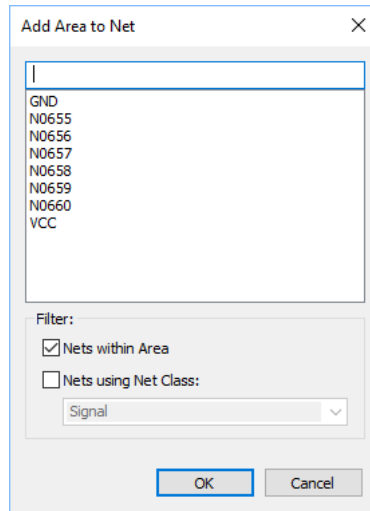 Add Area to Net
GND
N0655
N0656
N0657
N0658
N0659
N0660
VCC
Filter:
Nets within Area
Nets using Net Class:
Signal
OK Cancel